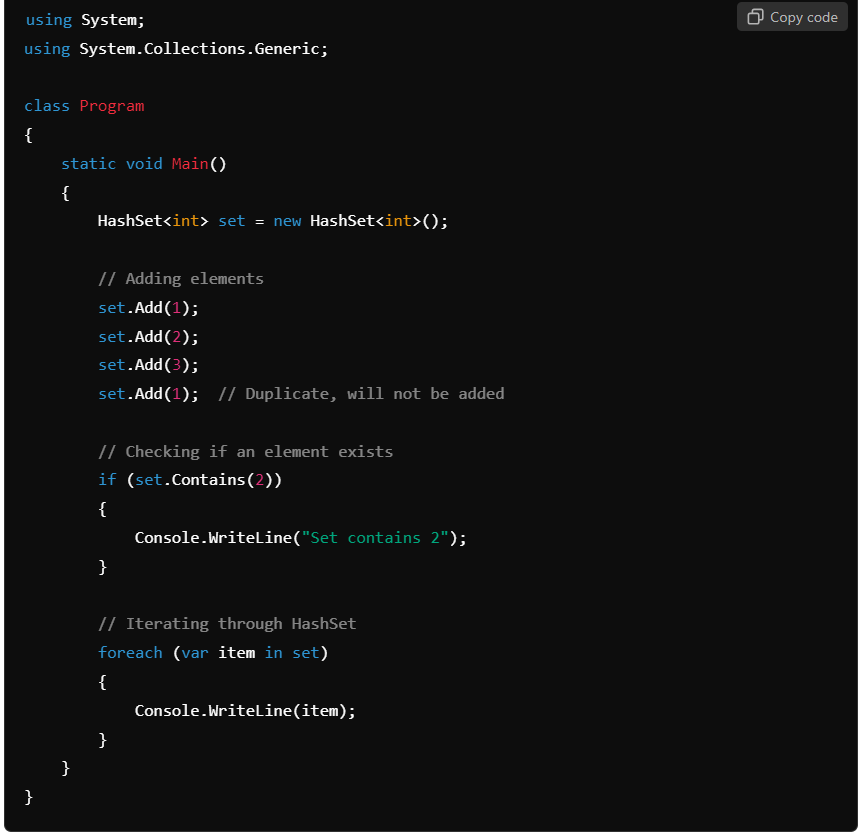 Copy code
using System;
using System.Collections.Generic;

class Program
{
    static void Main()
    {
        HashSet<int> set = new HashSet<int>();

        // Adding elements
        set.Add(1);
        set.Add(2);
        set.Add(3);
        set.Add(1);  // Duplicate, will not be added

        // Checking if an element exists
        if (set.Contains(2))
        {
            Console.WriteLine("Set contains 2");
        }

        // Iterating through HashSet
        foreach (var item in set)
        {
            Console.WriteLine(item);
        }
    }
}